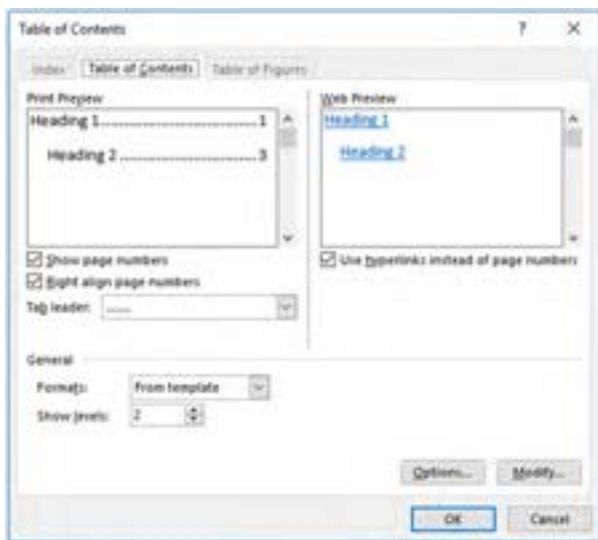 Table of Contents ? ×
Index Table of Contents Table of Figures
Print Preview
Heading 1........................................1
Heading 2..................................3
Web Preview
Heading 1
Heading 2
Show page numbers
Right align page numbers
Tab leader: .......
Use hyperlinks instead of page numbers
General
Formats: From template
Show levels: 2
Options... Modify...
OK Cancel